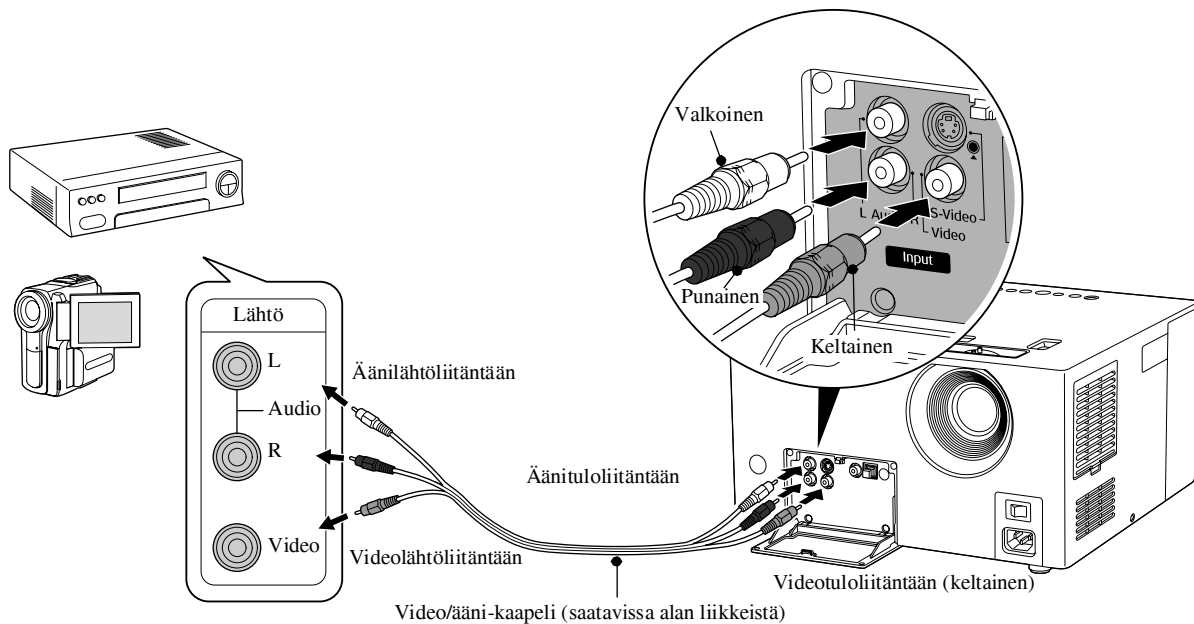 Valkoinen
L Audio R
S-Video
Video
Input
Punainen
Keltainen
Lähtö
L
Audio
R
Video
Äänilähtöliitäntään
Äänituloliitäntään
Videolähtöliitäntään
Videotuloliitäntään (keltainen)
Video/ääni-kaapeli (saatavissa alan liikkeistä)